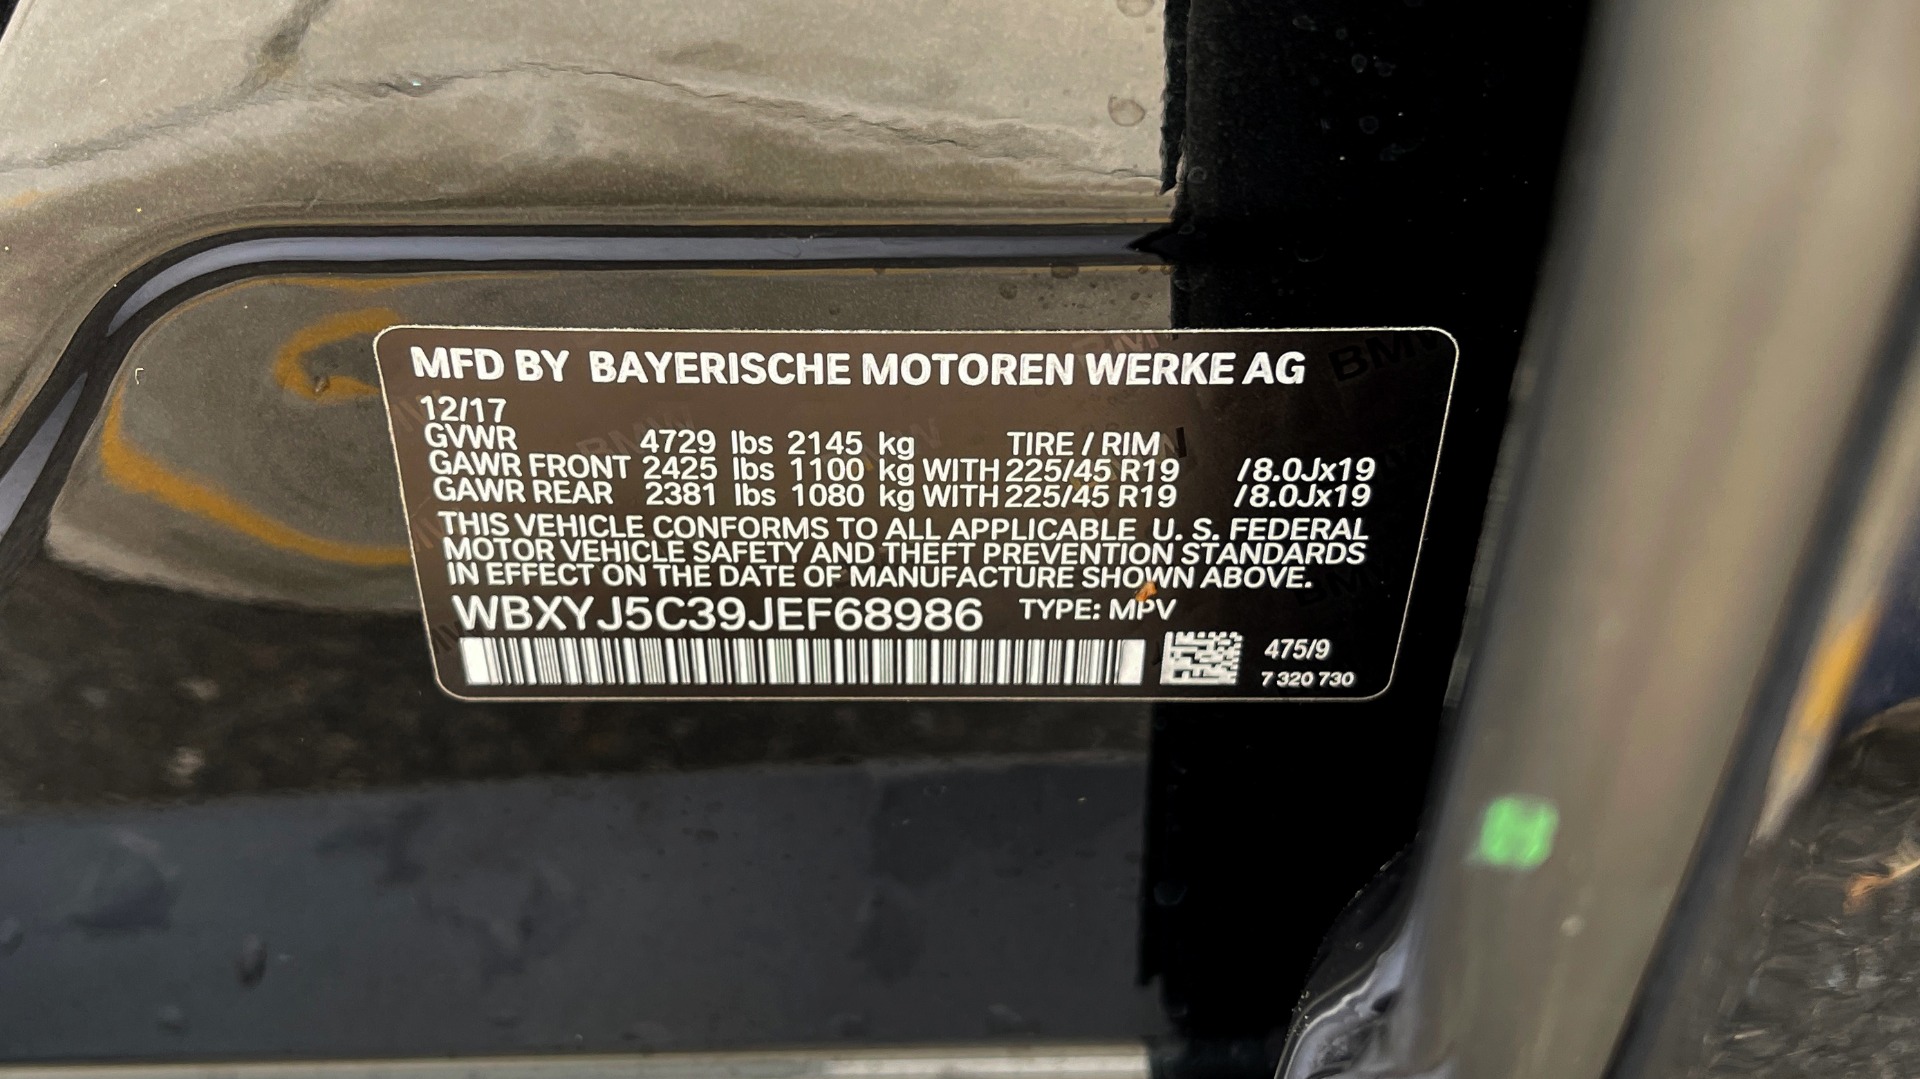 MFD BY BAYERISCHE MOTOREN WERKE AG
12/17
GVWR 4729 lbs 2145 kg TIRE / RIM
GAWR FRONT 2425 lbs 1100 kg WITH 225/45 R19 /8.0Jx19
GAWR REAR 2381 lbs 1080 kg WITH 225/45 R19 /8.0Jx19
THIS VEHICLE CONFORMS TO ALL APPLICABLE U. S. FEDERAL
MOTOR VEHICLE SAFETY AND THEFT PREVENTION STANDARDS
IN EFFECT ON THE DATE OF MANUFACTURE SHOWN ABOVE.
WBXYJ5C39JEF68986 TYPE: MPV
475/9
7 320 730